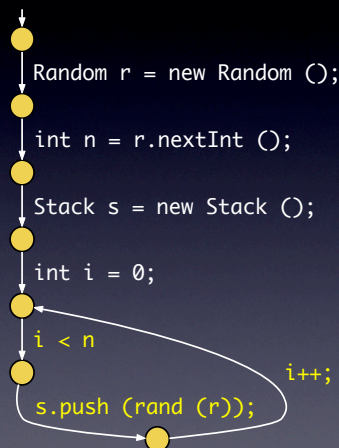 Random r = new Random ();
int n = r.nextInt ();
Stack s = new Stack ();
int i = 0;
i < n
i++;
s.push (rand (r));